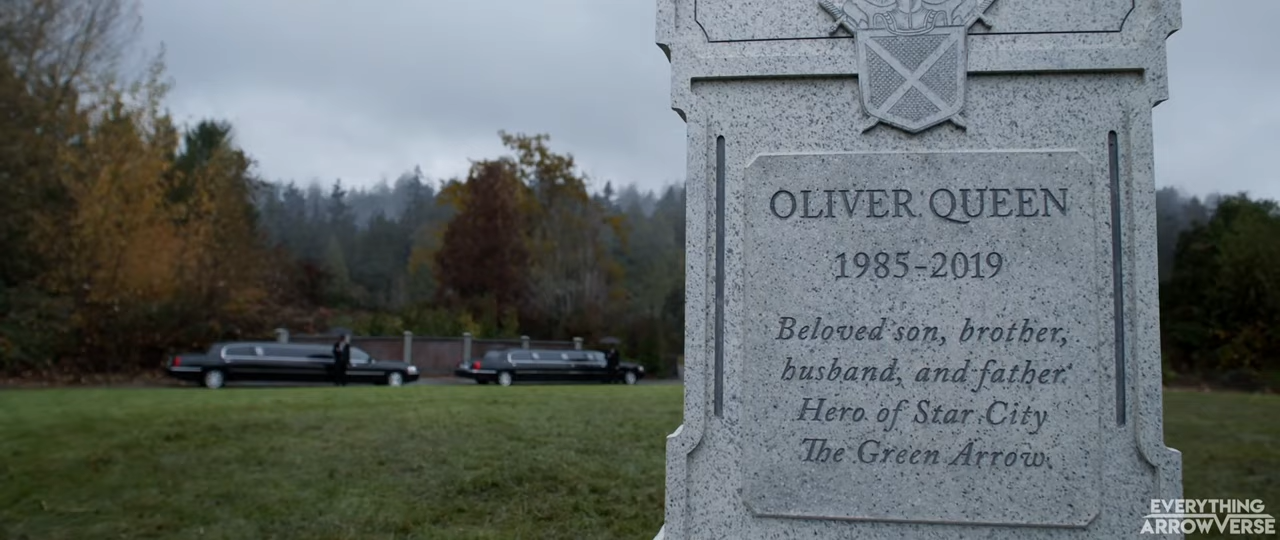 OLIVER QUEEN
1985-2019
Beloved son, brother,
husband, and father
Hero of Star City
The Green Arrow
EVERYTHING
ARROWVERSE